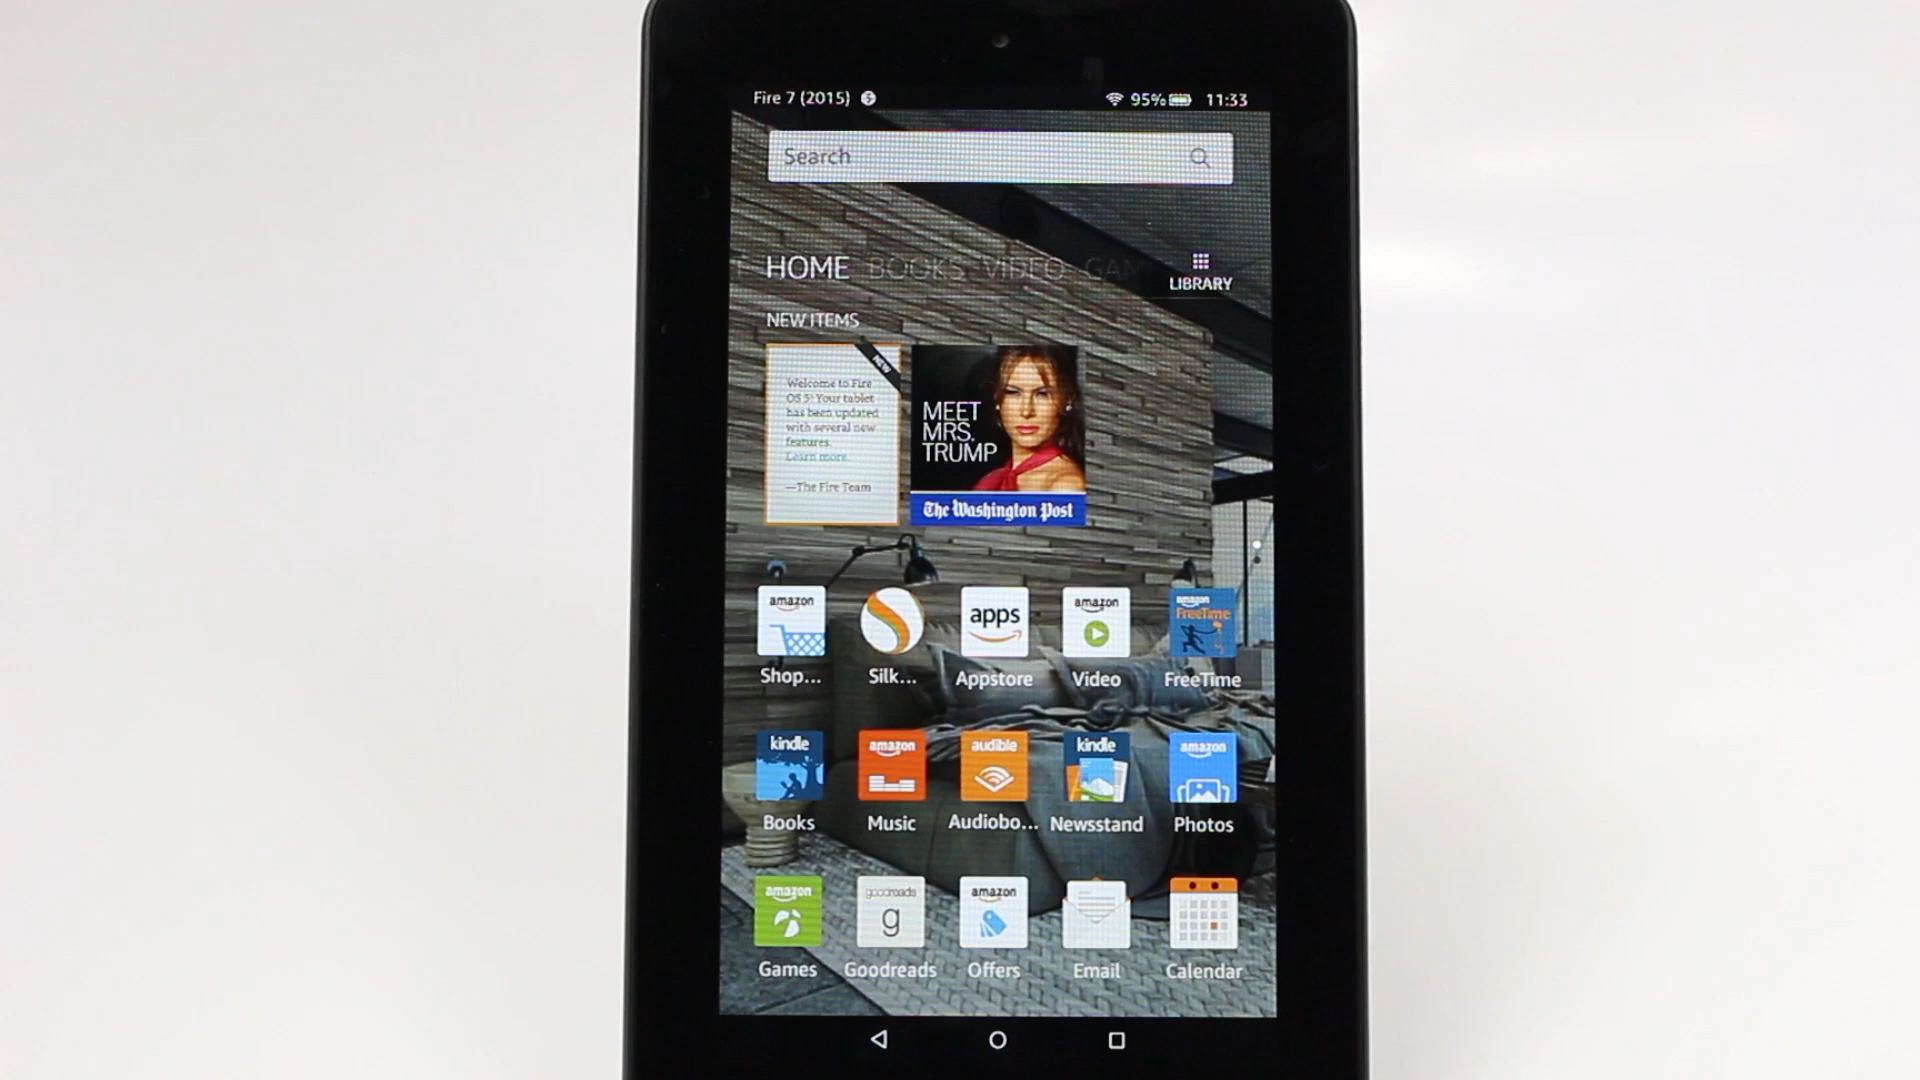 Fire 7 (2015)
95% 11:33
Search
HOME BOOKS VIDEO GAM
LIBRARY
NEW ITEMS
NEW
Welcome to Fire
OS 5! Your tablet
has been updated
with several new
features.
Learn more.
—The Fire Team
MEET
MRS.
TRUMP
The Washington Post
amazon
apps
amazon
amazon
FreeTime
Shop...
Silk...
Appstore
Video
FreeTime
kindle
amazon
audible
kindle
amazon
Books
Music
Audiobo...
Newsstand
Photos
amazon
goodreads
g
amazon
Games
Goodreads
Offers
Email
Calendar